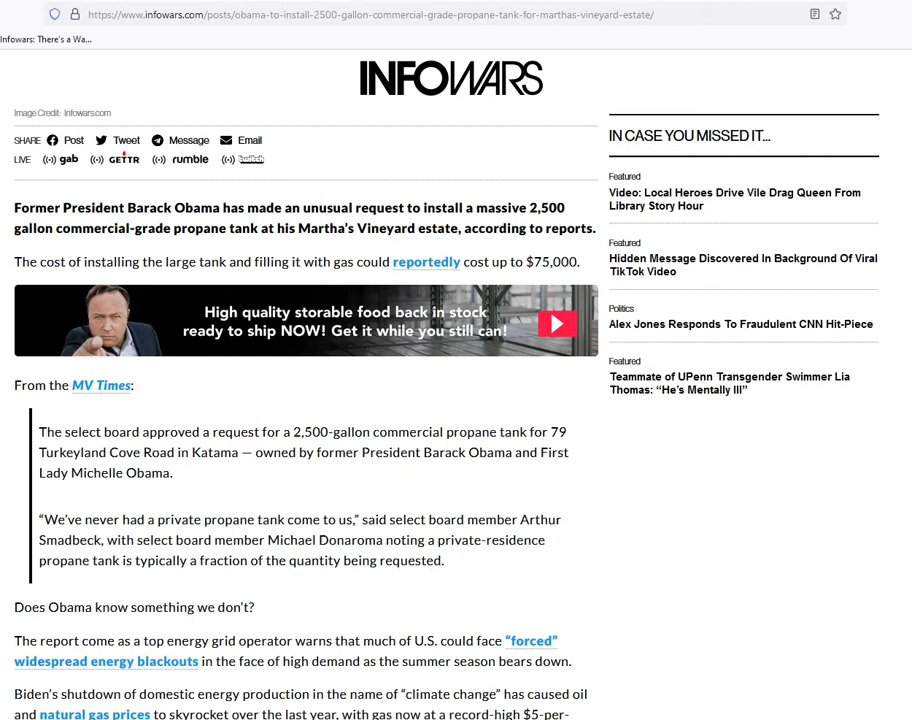 https://www.infowars.com/posts/obama-to-install-2500-gallon-commercial-grade-propane-tank-for-marthas-vineyard-estate/
Infowars: There's a Wa...
INFOWARS
Image Credit: Infowars.com
SHARE Post Tweet Message Email
LIVE gab GETTR rumble twitch
Former President Barack Obama has made an unusual request to install a massive 2,500
gallon commercial-grade propane tank at his Martha's Vineyard estate, according to reports.
The cost of installing the large tank and filling it with gas could reportedly cost up to $75,000.
High quality storable food back in stock
ready to ship NOW! Get it while you still can!
From the MV Times:
The select board approved a request for a 2,500-gallon commercial propane tank for 79
Turkeyland Cove Road in Katama — owned by former President Barack Obama and First
Lady Michelle Obama.
“We’ve never had a private propane tank come to us,” said select board member Arthur
Smadbeck, with select board member Michael Donaroma noting a private-residence
propane tank is typically a fraction of the quantity being requested.
Does Obama know something we don’t?
The report come as a top energy grid operator warns that much of U.S. could face “forced”
widespread energy blackouts in the face of high demand as the summer season bears down.
Biden’s shutdown of domestic energy production in the name of “climate change” has caused oil
and natural gas prices to skyrocket over the last year, with gas now at a record-high $5-per-
IN CASE YOU MISSED IT...
Featured
Video: Local Heroes Drive Vile Drag Queen From
Library Story Hour
Featured
Hidden Message Discovered In Background Of Viral
TikTok Video
Politics
Alex Jones Responds To Fraudulent CNN Hit-Piece
Featured
Teammate of UPenn Transgender Swimmer Lia
Thomas: “He’s Mentally Ill”